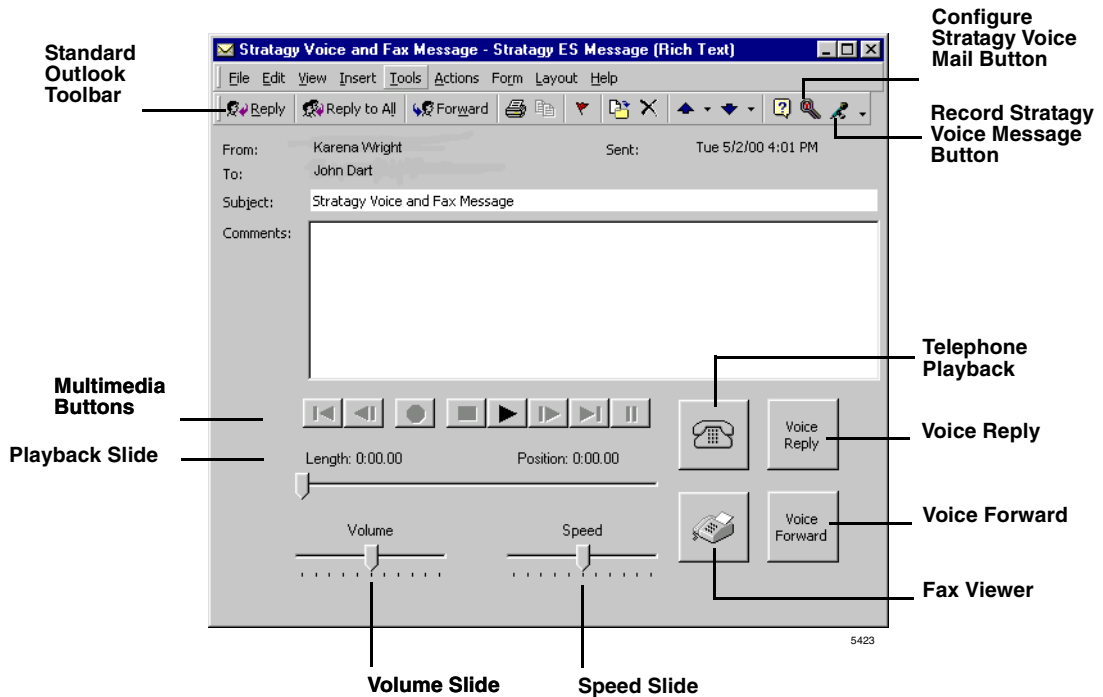 Configure
Stratagy Voice
Mail Button
Standard
Outlook
Toolbar
Stratagy Voice and Fax Message - Stratagy ES Message (Rich Text)
File Edit View Insert Tools Actions Form Layout Help
Reply Reply to All Forward
Record Stratagy
Voice Message
Button
From: Karena Wright Sent: Tue 5/2/00 4:01 PM
To: John Dart
Subject: Stratagy Voice and Fax Message
Comments:
Telephone
Playback
Multimedia
Buttons
Voice
Reply
Voice Reply
Playback Slide
Length: 0:00.00 Position: 0:00.00
Volume Speed
Voice
Forward
Voice Forward
Fax Viewer
5423
Volume Slide Speed Slide